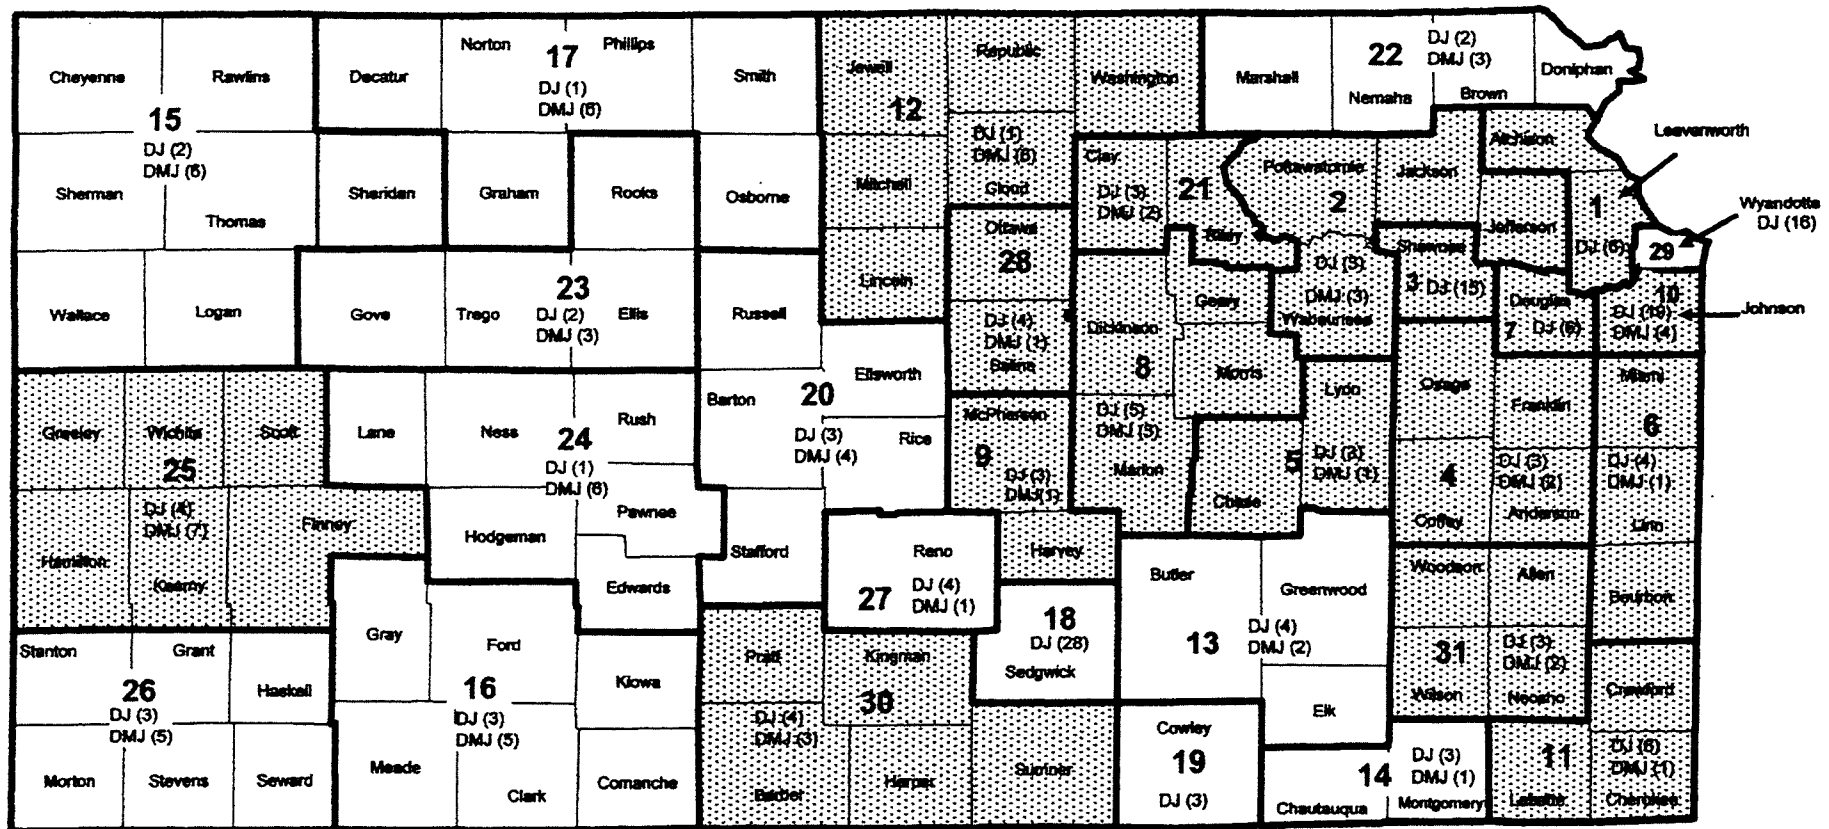 Cheyenne
Rawlins
15
DJ (2)
DMJ (6)
Sherman
Thomas
Wallace
Logan
Decatur
Norton
17
Phillips
DJ (1)
DMJ (6)
Smith
Sheridan
Graham
Rooks
Osborne
23
Gove
Trego
DJ (2)
Ellis
DMJ (3)
Jewell
Republic
Washington
12
DJ (1)
DMJ (6)
Mitchell
Cloud
Lincoln
Marshall
22
DJ (2)
DMJ (3)
Nemaha
Brown
Doniphan
Clay
21
DJ (3)
DMJ (2)
Riley
Pottawatomie
2
Jackson
Jefferson
DJ (3)
DMJ (3)
Wabaunsee
Atchison
1
DJ (6)
Leavenworth
Wyandotte
DJ (16)
29
Shawnee
3
DJ (15)
Douglas
7
DJ (6)
10
DMJ (4)
Johnson
Ottawa
28
DJ (4)
DMJ (1)
Saline
Geary
Dickinson
8
Morris
DJ (5)
Marion
Lyon
5
DMJ (1)
Chase
Osage
Franklin
4
DJ (3)
DMJ (2)
Coffey
Anderson
Miami
6
DJ (4)
DMJ (1)
Linn
Bourbon
Russell
Ellsworth
Barton
20
DJ (3)
DMJ (4)
Rice
Stafford
McPherson
9
DJ (3)
DMJ (1)
Harvey
Greeley
Wichita
Scott
25
DJ (4)
DMJ (7)
Finney
Hamilton
Kearny
Lane
Ness
Rush
24
DJ (1)
DMJ (6)
Pawnee
Hodgeman
Edwards
Reno
27
DJ (4)
DMJ (1)
18
DJ (28)
Sedgwick
Butler
Greenwood
13
DJ (4)
DMJ (2)
Elk
Woodson
Allen
31
DJ (3)
DMJ (2)
Wilson
Neosho
Stanton
Grant
Haskell
26
DJ (3)
DMJ (5)
Morton
Stevens
Seward
Gray
Ford
Kiowa
16
DJ (3)
DMJ (5)
Meade
Clark
Comanche
Pratt
Kingman
30
DJ (4)
DMJ (3)
Barber
Harper
Sumner
Cowley
19
DJ (3)
14
DJ (3)
DMJ (1)
Chautauqua
Montgomery
Crawford
11
DJ (6)
DMJ (1)
Labette
Cherokee